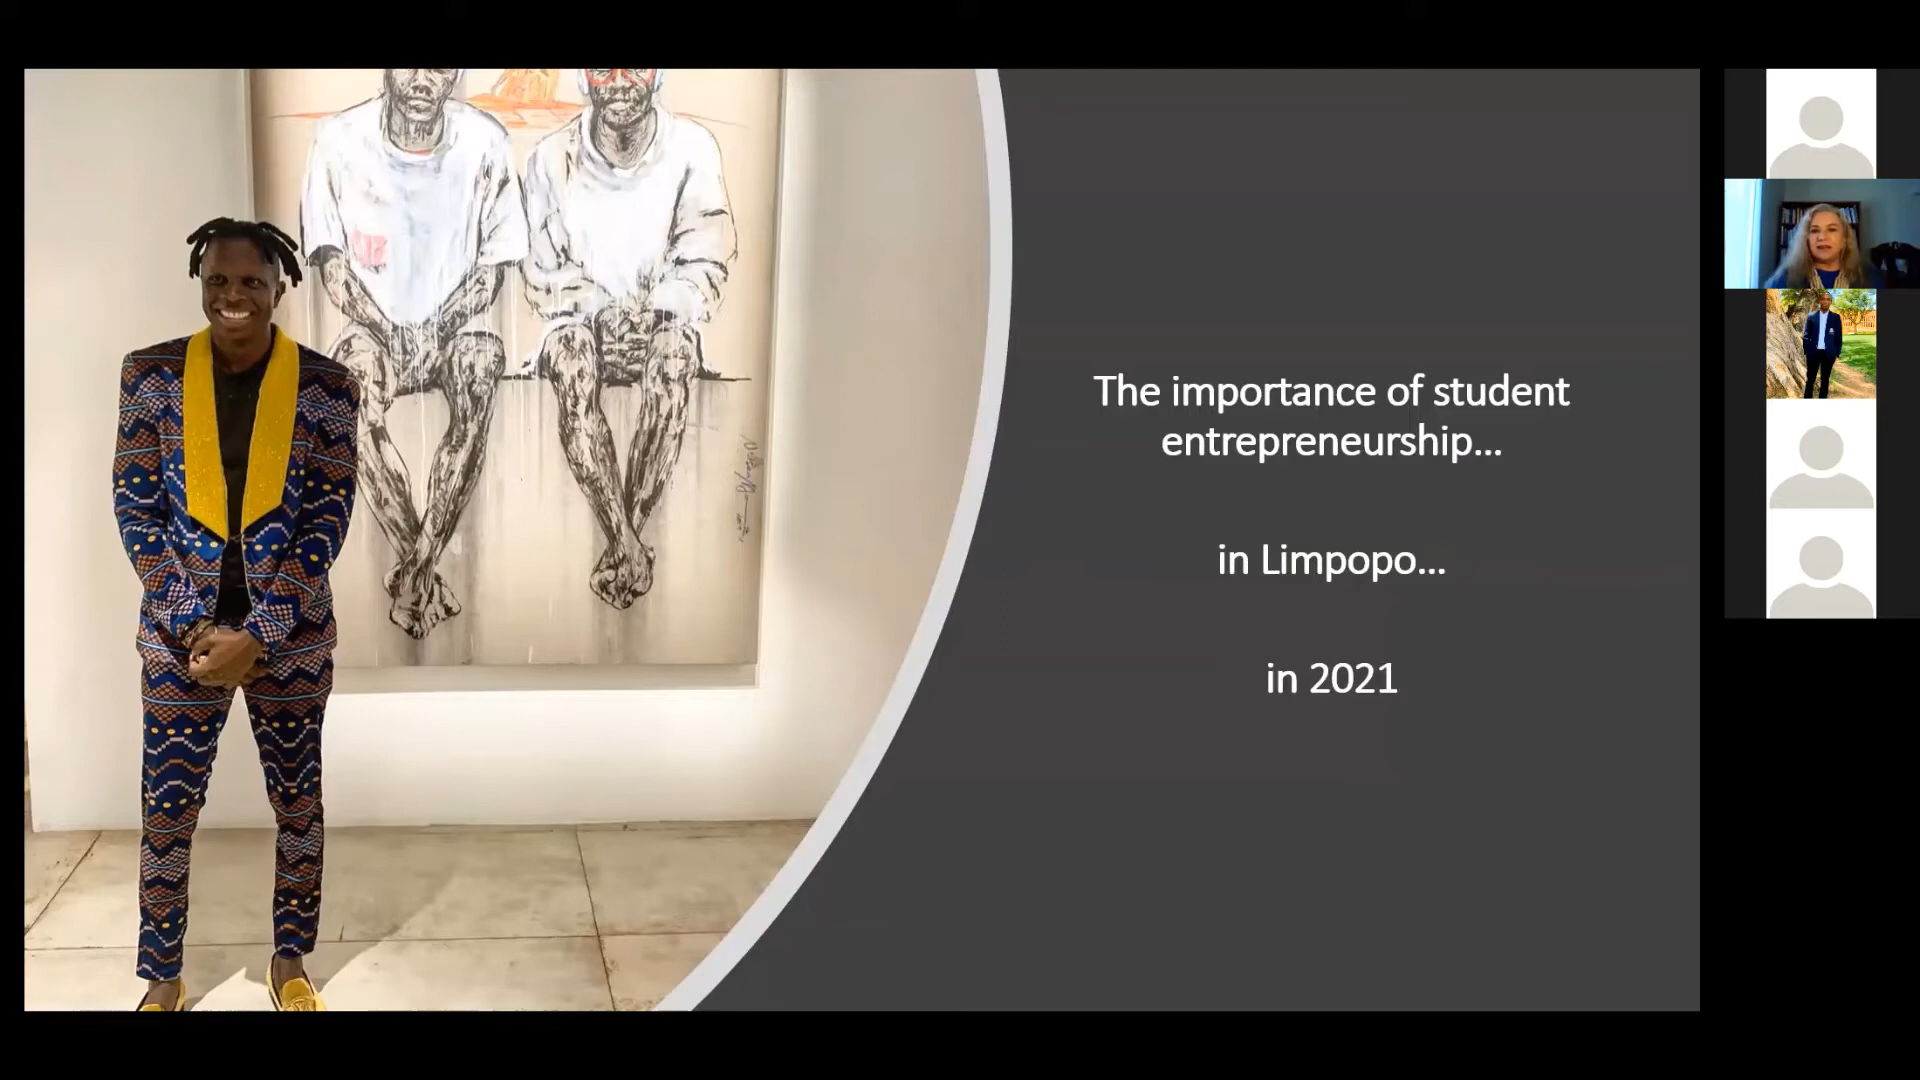 The importance of student
entrepreneurship...
in Limpopo...
in 2021